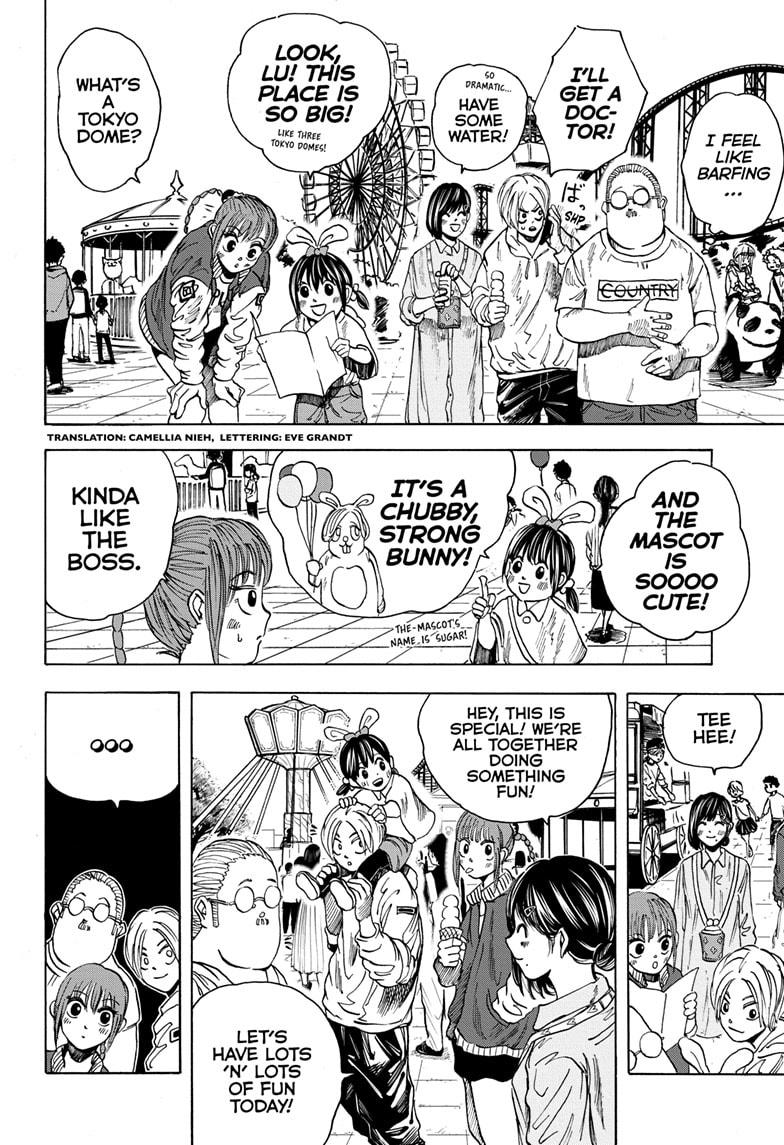 I FEEL
LIKE
BARFING
...
I'LL
GET A
DOC-
TOR!
ばっ
SHP
SO
DRAMATIC...
HAVE
SOME
WATER!
COUNTRY
LOOK,
LU! THIS
PLACE IS
SO BIG!
LIKE THREE
TOKYO DOMES!
WHAT'S
A
TOKYO
DOME?
TRANSLATION: CAMELLIA NIEH, LETTERING: EVE GRANDT
AND
THE
MASCOT
IS
SOOOO
CUTE!
IT'S A
CHUBBY,
STRONG
BUNNY!
THE MASCOT'S
NAME IS SUGAR!
KINDA
LIKE
THE
BOSS.
TEE
HEE!
HEY, THIS IS
SPECIAL! WE'RE
ALL TOGETHER
DOING
SOMETHING
FUN!
LET'S
HAVE LOTS
'N' LOTS
OF FUN
TODAY!
...